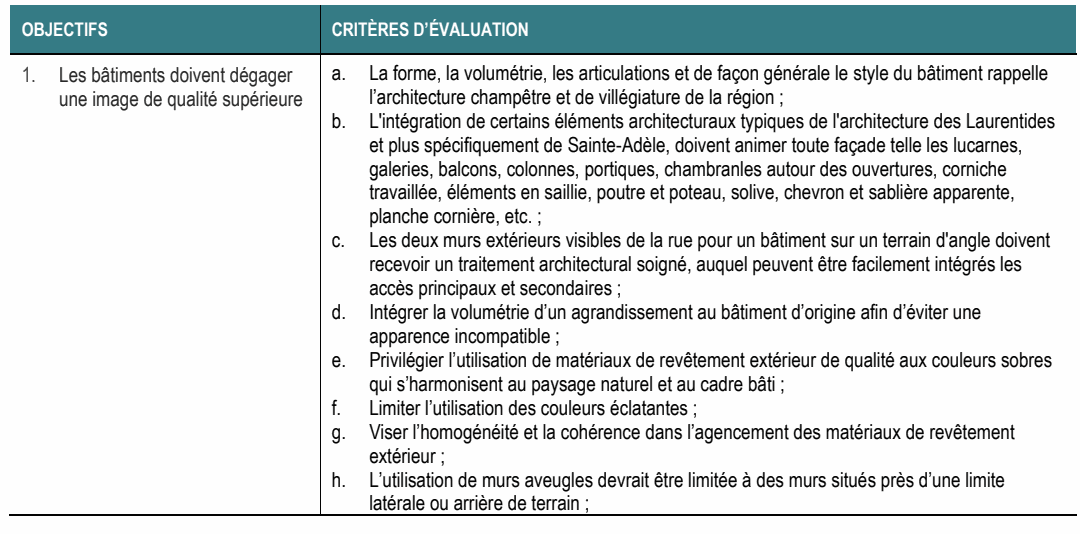 OBJECTIFS
CRITÈRES D'ÉVALUATION
1. Les bâtiments doivent dégager
une image de qualité supérieure
a. La forme, la volumétrie, les articulations et de façon générale le style du bâtiment rappelle
l’architecture champêtre et de villégiature de la région ;
b. L'intégration de certains éléments architecturaux typiques de l'architecture des Laurentides
et plus spécifiquement de Sainte-Adèle, doivent animer toute façade telle les lucarnes,
galeries, balcons, colonnes, portiques, chambranles autour des ouvertures, corniche
travaillée, éléments en saillie, poutre et poteau, solive, chevron et sablière apparente,
planche cornière, etc. ;
c. Les deux murs extérieurs visibles de la rue pour un bâtiment sur un terrain d'angle doivent
recevoir un traitement architectural soigné, auquel peuvent être facilement intégrés les
accès principaux et secondaires ;
d. Intégrer la volumétrie d’un agrandissement au bâtiment d’origine afin d’éviter une
apparence incompatible ;
e. Privilégier l’utilisation de matériaux de revêtement extérieur de qualité aux couleurs sobres
qui s’harmonisent au paysage naturel et au cadre bâti ;
f. Limiter l’utilisation des couleurs éclatantes ;
g. Viser l’homogénéité et la cohérence dans l’agencement des matériaux de revêtement
extérieur ;
h. L’utilisation de murs aveugles devrait être limitée à des murs situés près d’une limite
latérale ou arrière de terrain ;